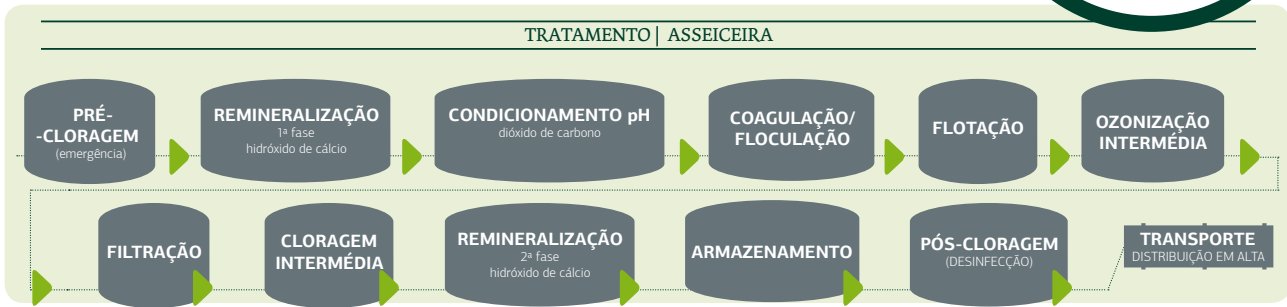 TRATAMENTO| ASSEICEIRA
PRÉ-
-CLORAGEM
(emergência)
REMINERALIZAÇÃO
1ª fase
hidróxido de cálcio
CONDICIONAMENTO pH
dióxido de carbono
COAGULAÇÃO/
FLOCULAÇÃO
FLOTAÇÃO
OZONIZAÇÃO
INTERMÉDIA
FILTRAÇÃO
CLORAGEM
INTERMÉDIA
REMINERALIZAÇÃO
2ª fase
hidróxido de cálcio
ARMAZENAMENTO
PÓS-CLORAGEM
(DESINFECÇÃO)
TRANSPORTE
DISTRIBUIÇÃO EM ALTA